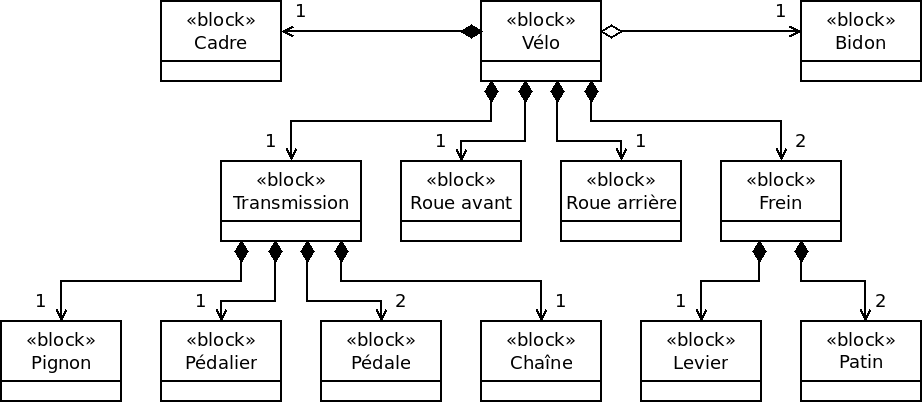 «block»
Cadre
1
«block»
Vélo
1
«block»
Bidon
1
«block»
Transmission
1
«block»
Roue avant
1
«block»
Roue arrière
2
«block»
Frein
1
«block»
Pignon
1
«block»
Pédalier
2
«block»
Pédale
1
«block»
Chaîne
1
«block»
Levier
2
«block»
Patin